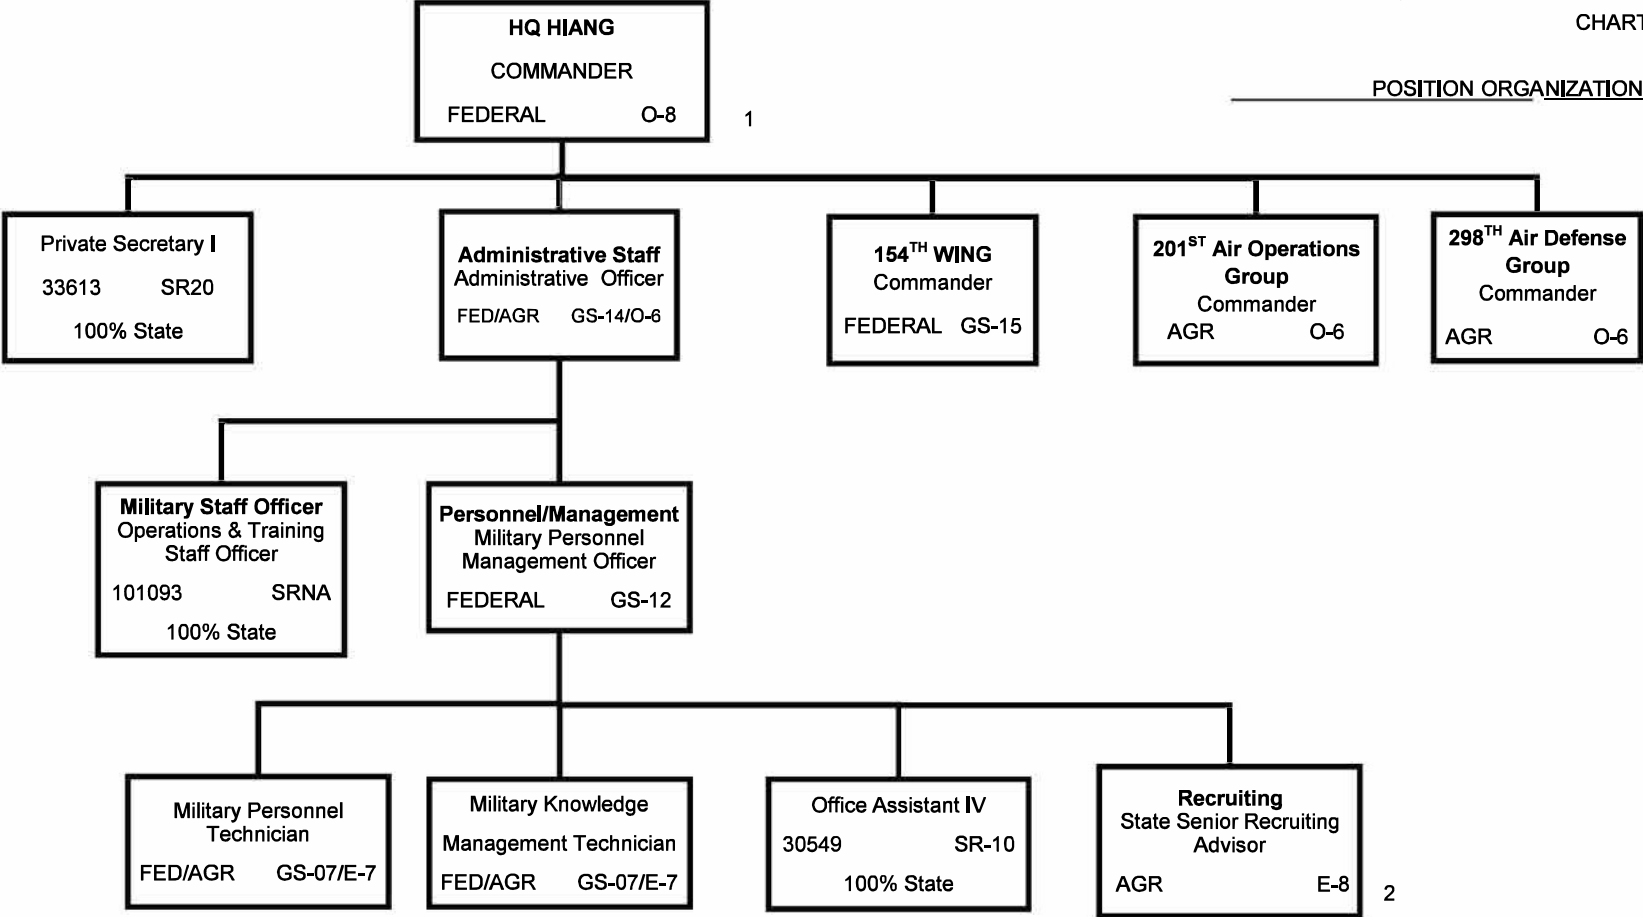 CHART
POSITION ORGANIZATION
HQ HIANG
COMMANDER
FEDERAL O-8
1
Private Secretary I
33613 SR20
100% State
Administrative Staff
Administrative Officer
FED/AGR GS-14/O-6
154TH WING
Commander
FEDERAL GS-15
201ST Air Operations
Group
Commander
AGR O-6
298TH Air Defense
Group
Commander
AGR O-6
Military Staff Officer
Operations & Training
Staff Officer
101093 SRNA
100% State
Personnel/Management
Military Personnel
Management Officer
FEDERAL GS-12
Military Personnel
Technician
FED/AGR GS-07/E-7
Military Knowledge
Management Technician
FED/AGR GS-07/E-7
Office Assistant IV
30549 SR-10
100% State
Recruiting
State Senior Recruiting
Advisor
AGR E-8
2